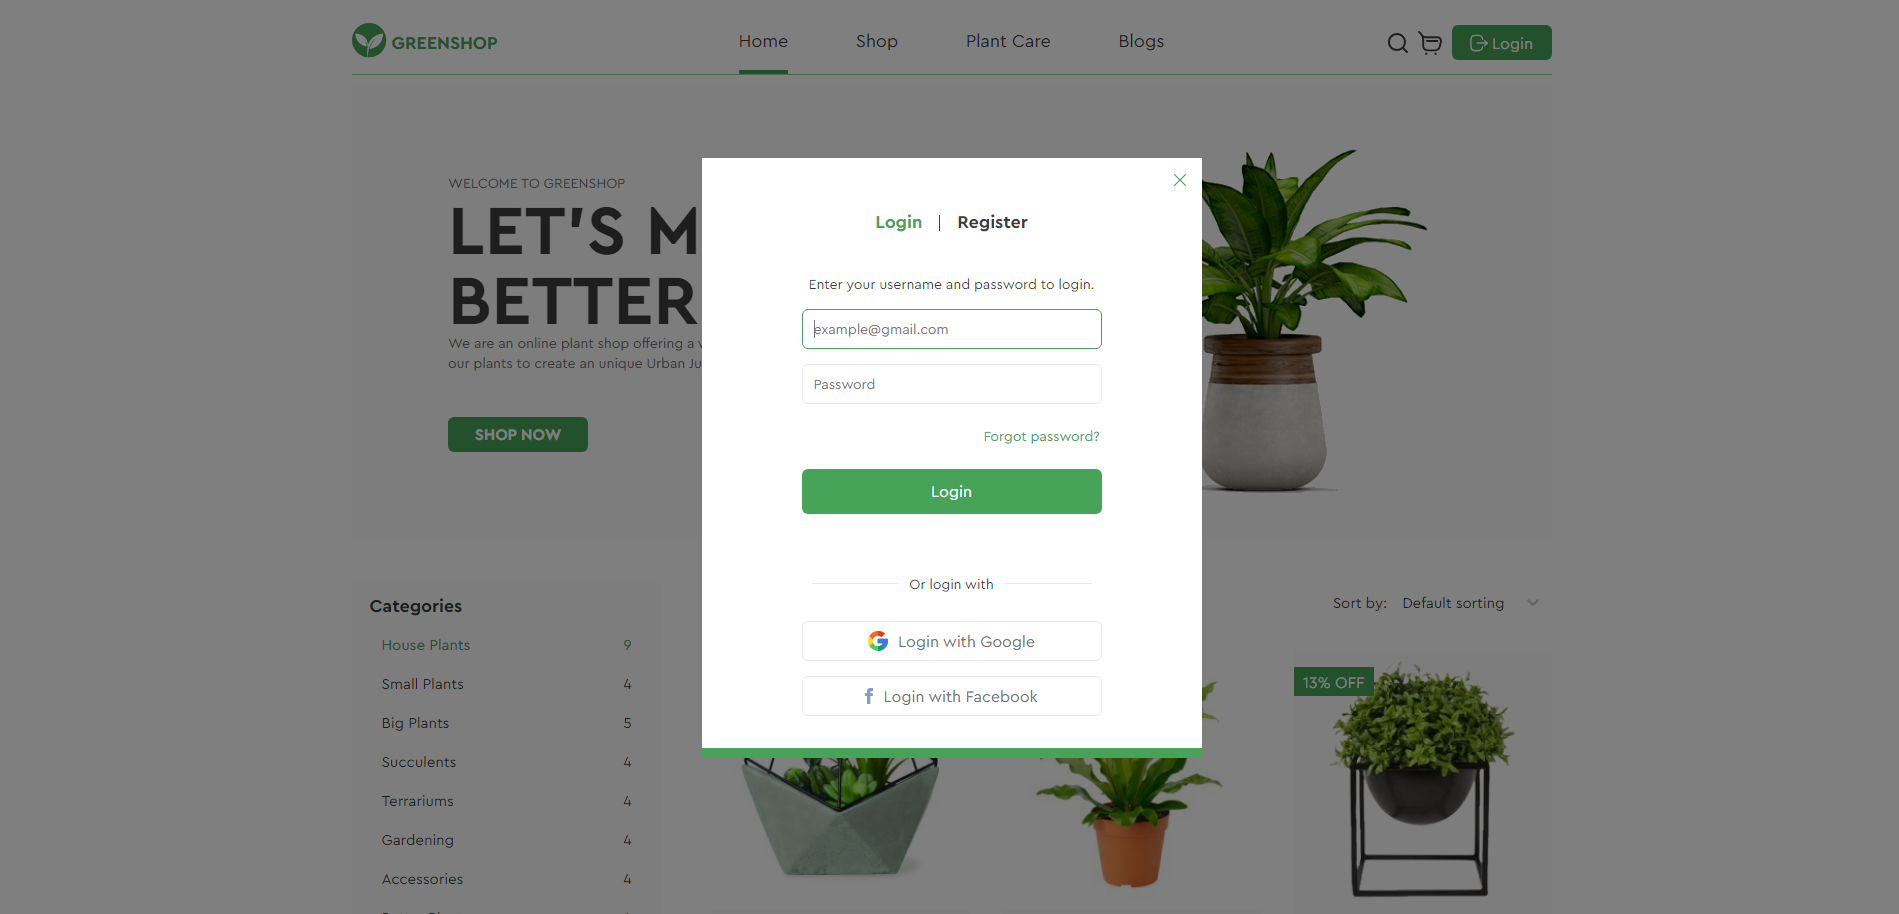 GREENSHOP
Home
Shop
Plant Care
Blogs
Login
WELCOME TO GREENSHOP
LET'S M
BETTER
We are an online plant shop offering a
our plants to create an unique Urban Ju
SHOP NOW
Login | Register
Enter your username and password to login.
example@gmail.com
Password
Forgot password?
Login
Or login with
Login with Google
Login with Facebook
Categories
House Plants 9
Small Plants 4
Big Plants 5
Succulents 4
Terrariums 4
Gardening 4
Accessories 4
Sort by: Default sorting
13% OFF